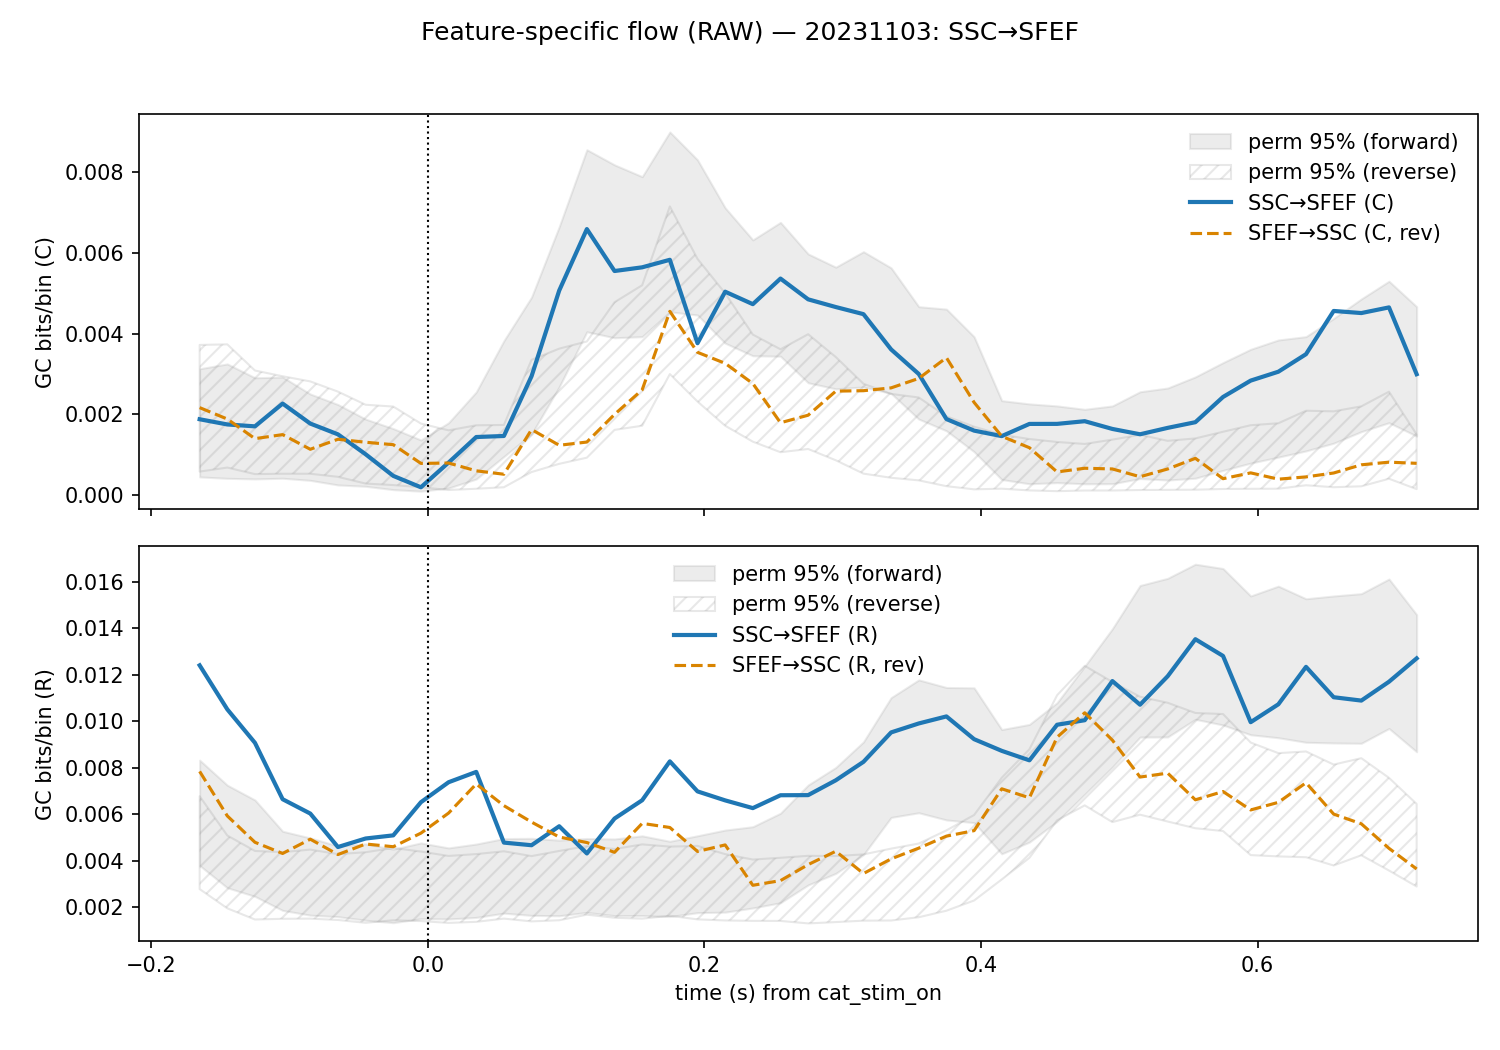 Feature-specific flow (RAW) — 20231103: SSC→SFEF
GC bits/bin (C)
0.008
0.006
0.004
0.002
0.000
perm 95% (forward)
perm 95% (reverse)
SSC→SFEF (C)
SFEF→SSC (C, rev)
GC bits/bin (R)
0.016
0.014
0.012
0.010
0.008
0.006
0.004
0.002
perm 95% (forward)
perm 95% (reverse)
SSC→SFEF (R)
SFEF→SSC (R, rev)
−0.2 0.0 0.2 0.4 0.6
time (s) from cat_stim_on